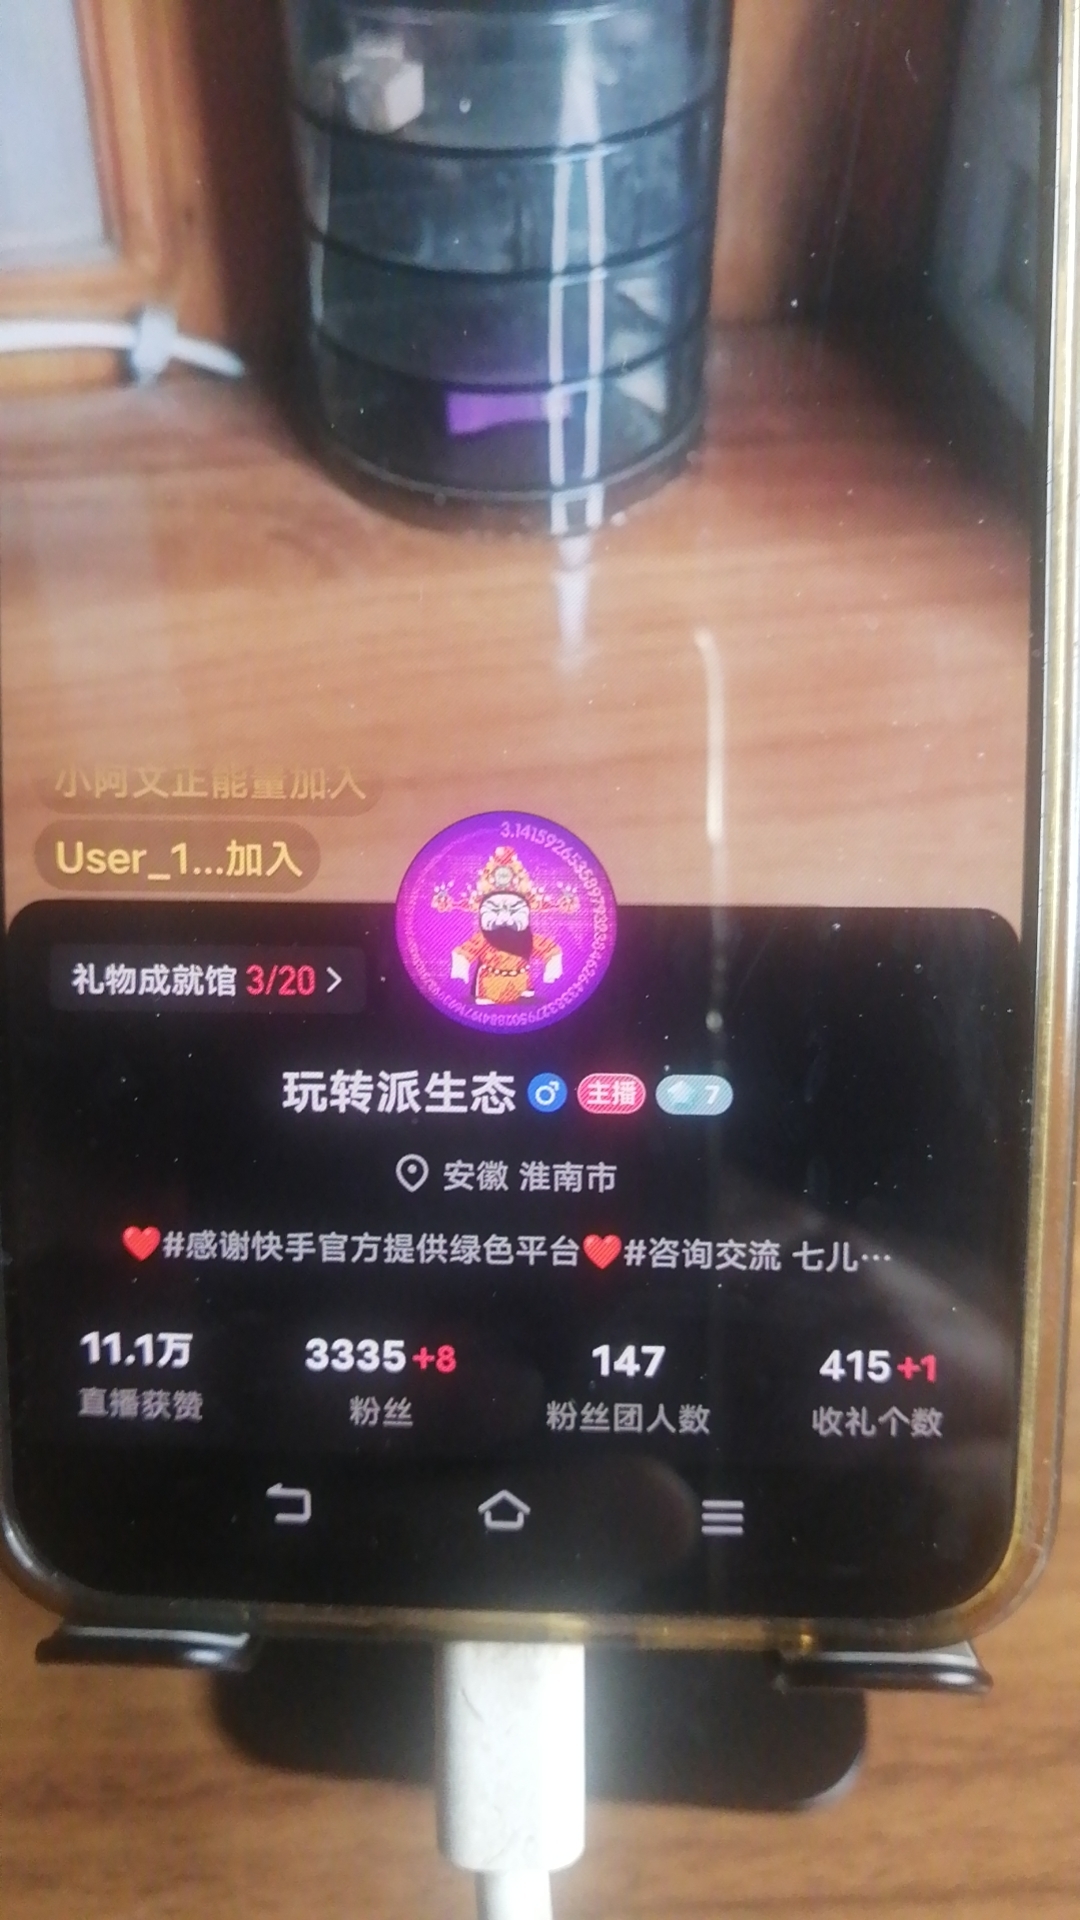 小阿文正能量加入
User_1...加入
3.14159265358979323846264338327950288419716
礼物成就馆 3/20 >
玩转派生态 主播 7
安徽 淮南市
❤️#感谢快手官方提供绿色平台❤️#咨询交流 七儿...
11.1万 3335+8 147 415+1
直播获赞 粉丝 粉丝团人数 收礼个数